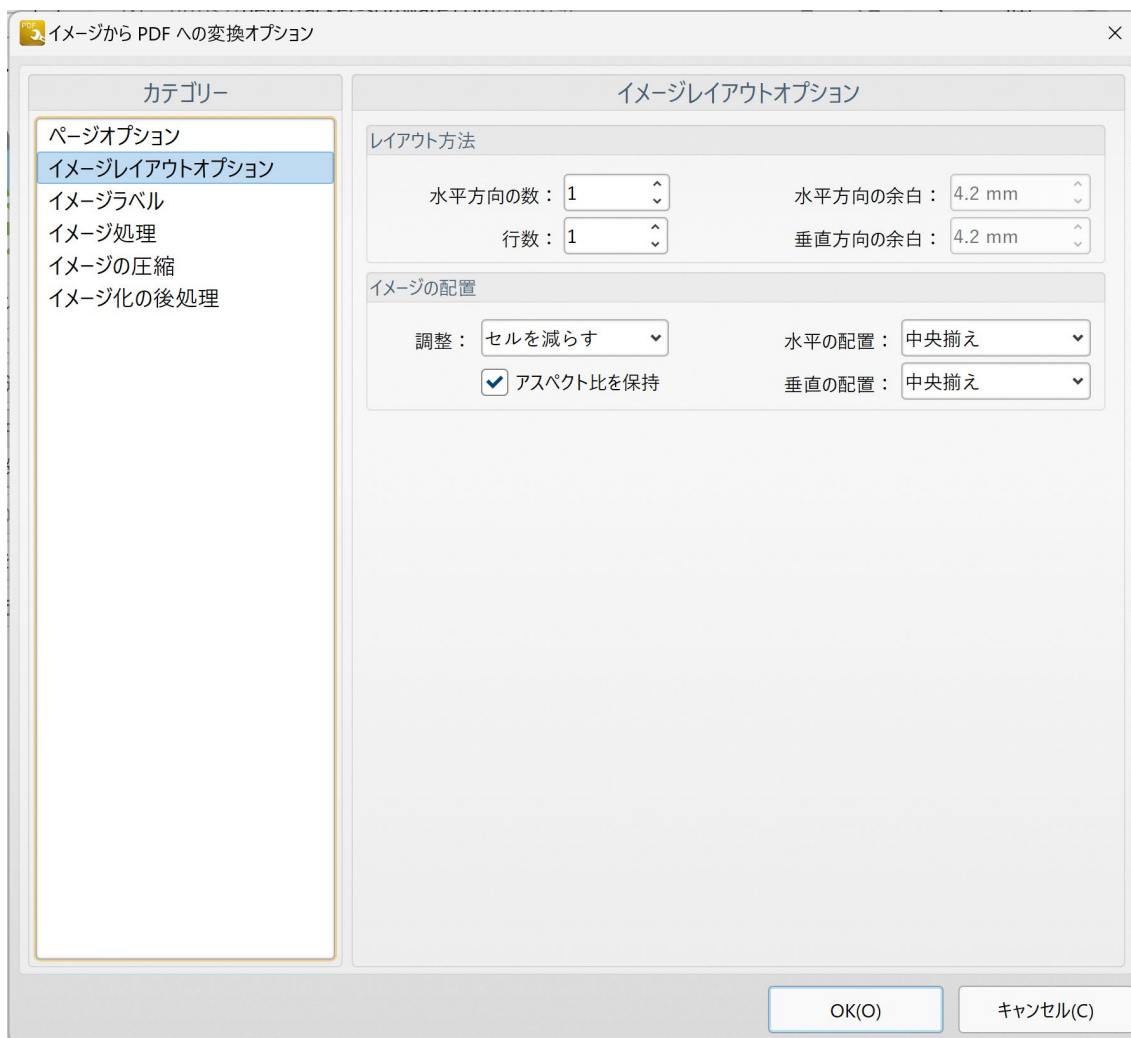 イメージから PDF への変換オプション
カテゴリー
ページオプション
イメージレイアウトオプション
イメージラベル
イメージ処理
イメージの圧縮
イメージ化の後処理
イメージレイアウトオプション
レイアウト方法
水平方向の数： 1
水平方向の余白： 4.2 mm
行数： 1
垂直方向の余白： 4.2 mm
イメージの配置
調整： セルを減らす
水平の配置： 中央揃え
アスペクト比を保持
垂直の配置： 中央揃え
OK(O)
キャンセル(C)